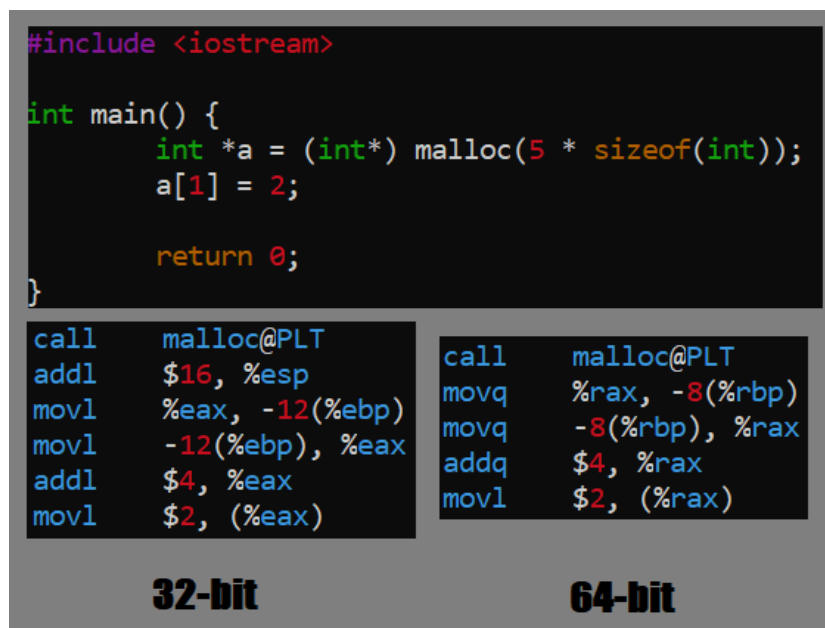 #include <iostream>
int main() {
int *a = (int*) malloc(5 * sizeof(int));
a[1] = 2;
return 0;
}
call malloc@PLT
addl $16, %esp
movl %eax, -12(%ebp)
movl -12(%ebp), %eax
addl $4, %eax
movl $2, (%eax)
32-bit
call malloc@PLT
movq %rax, -8(%rbp)
movq -8(%rbp), %rax
addq $4, %rax
movl $2, (%rax)
64-bit